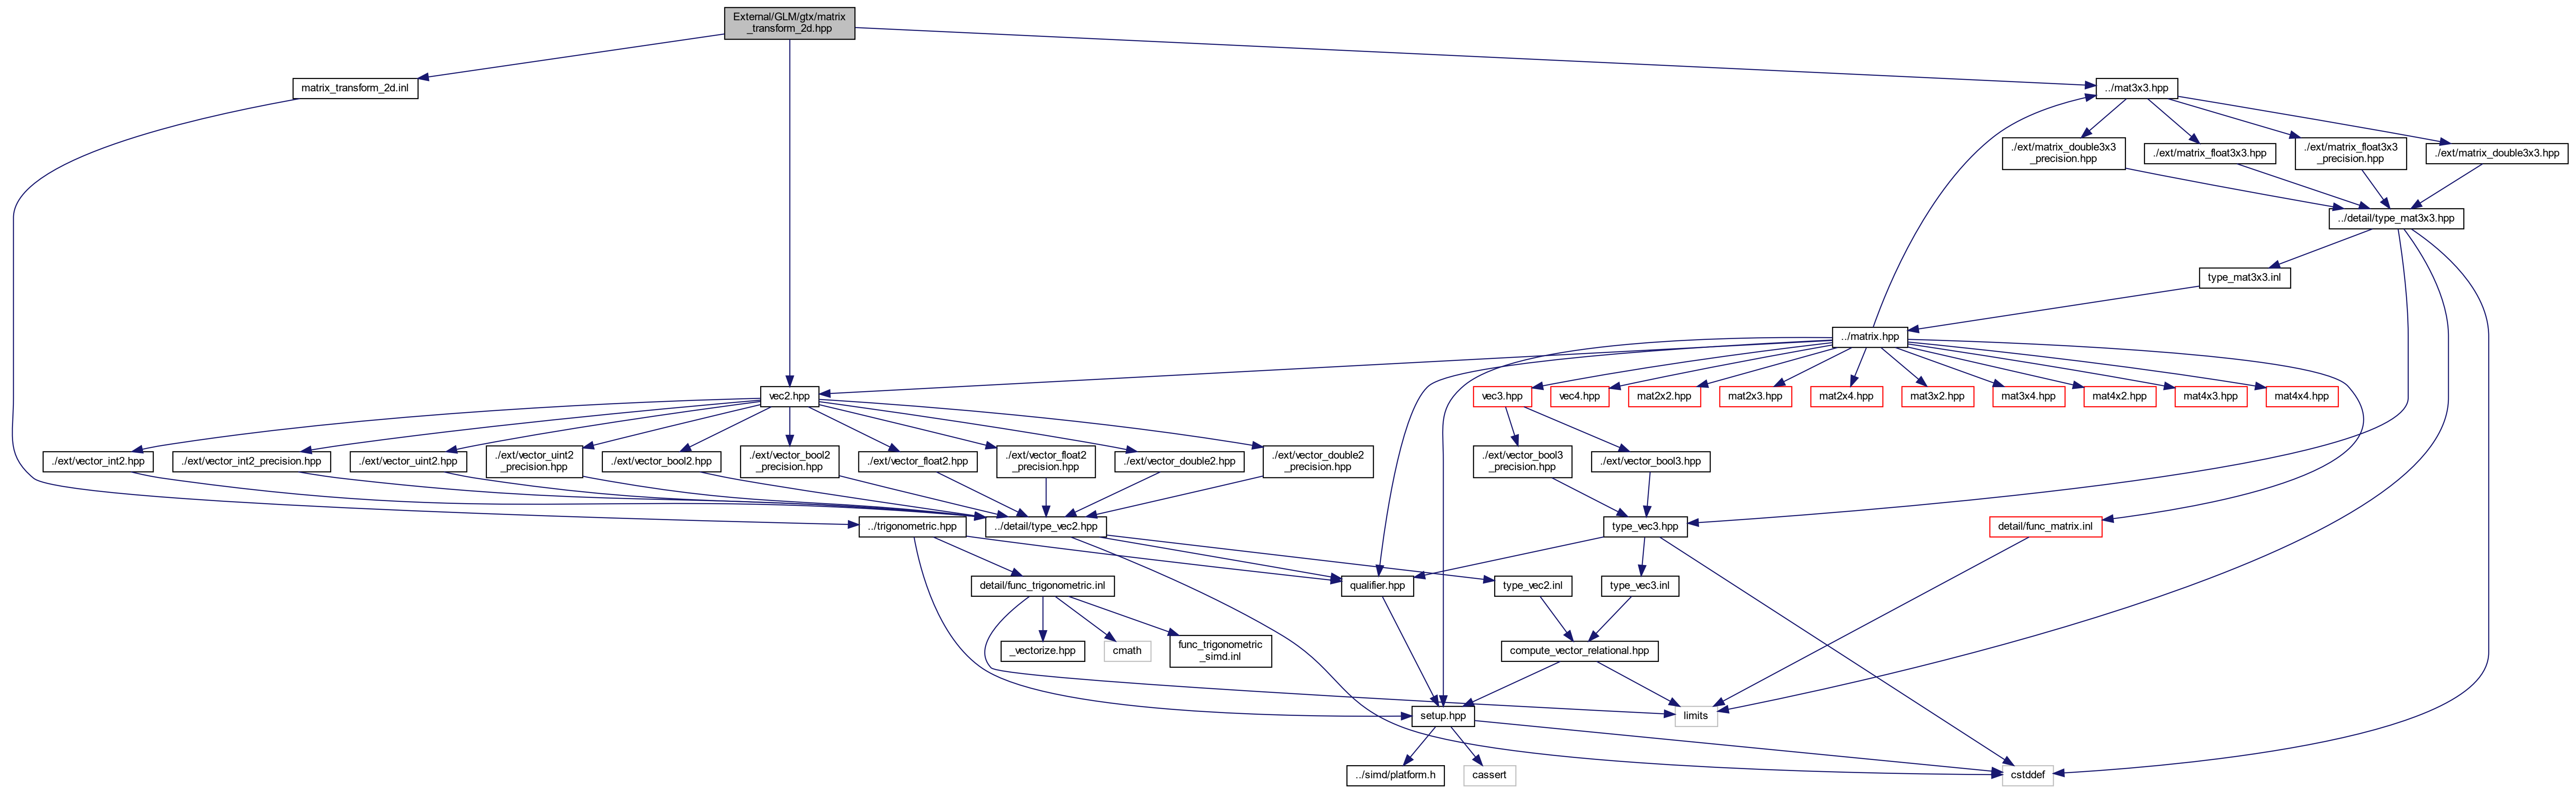 External/GLM/gtx/matrix
_transform_2d.hpp
matrix_transform_2d.inl
../mat3x3.hpp
./ext/matrix_double3x3
_precision.hpp
./ext/matrix_float3x3.hpp
./ext/matrix_float3x3
_precision.hpp
./ext/matrix_double3x3.hpp
../detail/type_mat3x3.hpp
type_mat3x3.inl
../matrix.hpp
vec2.hpp
vec3.hpp
vec4.hpp
mat2x2.hpp
mat2x3.hpp
mat2x4.hpp
mat3x2.hpp
mat3x4.hpp
mat4x2.hpp
mat4x3.hpp
mat4x4.hpp
./ext/vector_int2.hpp
./ext/vector_int2_precision.hpp
./ext/vector_uint2.hpp
./ext/vector_uint2
_precision.hpp
./ext/vector_bool2.hpp
./ext/vector_bool2
_precision.hpp
./ext/vector_float2.hpp
./ext/vector_float2
_precision.hpp
./ext/vector_double2.hpp
./ext/vector_double2
_precision.hpp
./ext/vector_bool3
_precision.hpp
./ext/vector_bool3.hpp
../trigonometric.hpp
../detail/type_vec2.hpp
type_vec3.hpp
detail/func_matrix.inl
detail/func_trigonometric.inl
qualifier.hpp
type_vec2.inl
type_vec3.inl
_vectorize.hpp
cmath
func_trigonometric
_simd.inl
compute_vector_relational.hpp
setup.hpp
limits
../simd/platform.h
cassert
cstddef